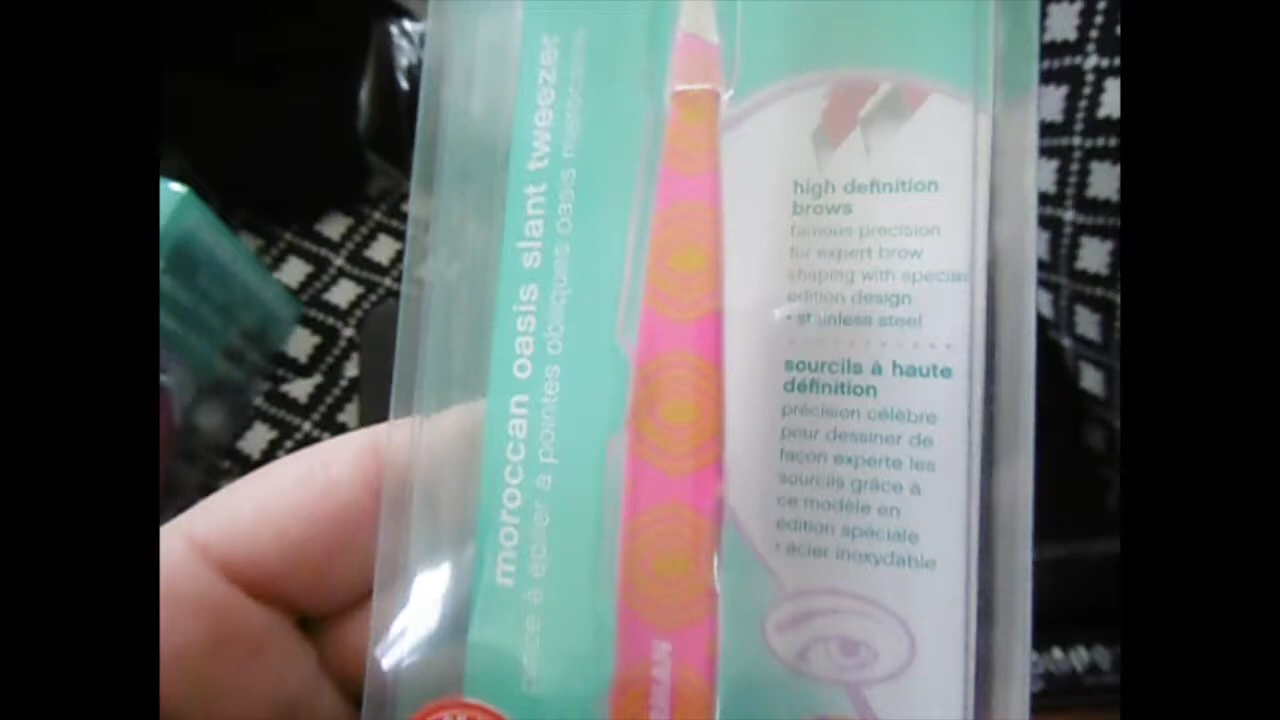 moroccan oasis slant tweezer
pince à épiler à pointes obliques oasis marocaine
high definition
brows
famous precision
for expert brow
shaping with special
edition design
• stainless steel
sourcils à haute
définition
précision célèbre
pour dessiner de
façon experte les
sourcils grâce à
ce modèle en
édition spéciale
• acier inoxydable